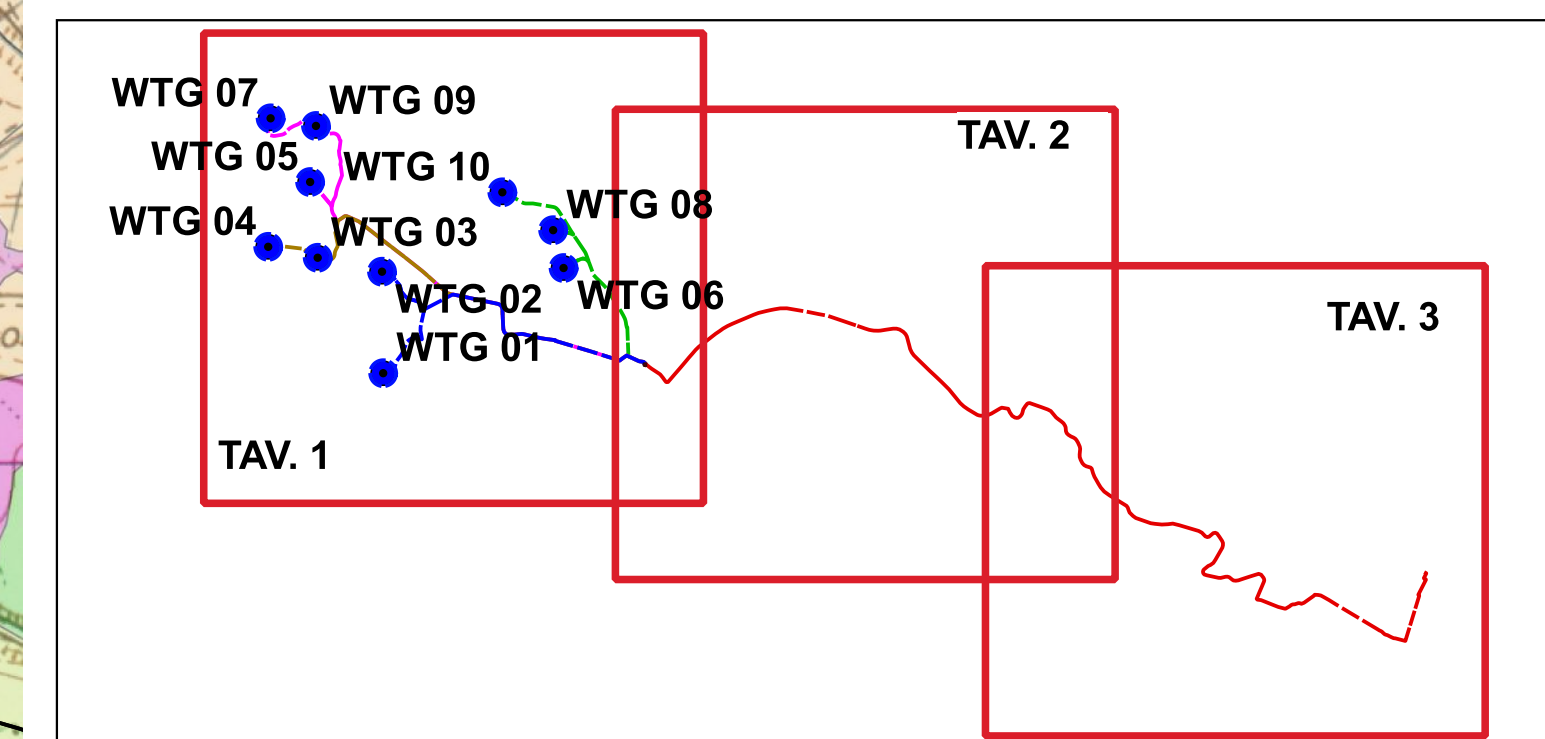 WTG 07
WTG 09
TAV. 2
WTG 05
WTG 10
WTG 08
WTG 04
WTG 03
WTG 02
WTG 06
TAV. 3
WTG 01
TAV. 1